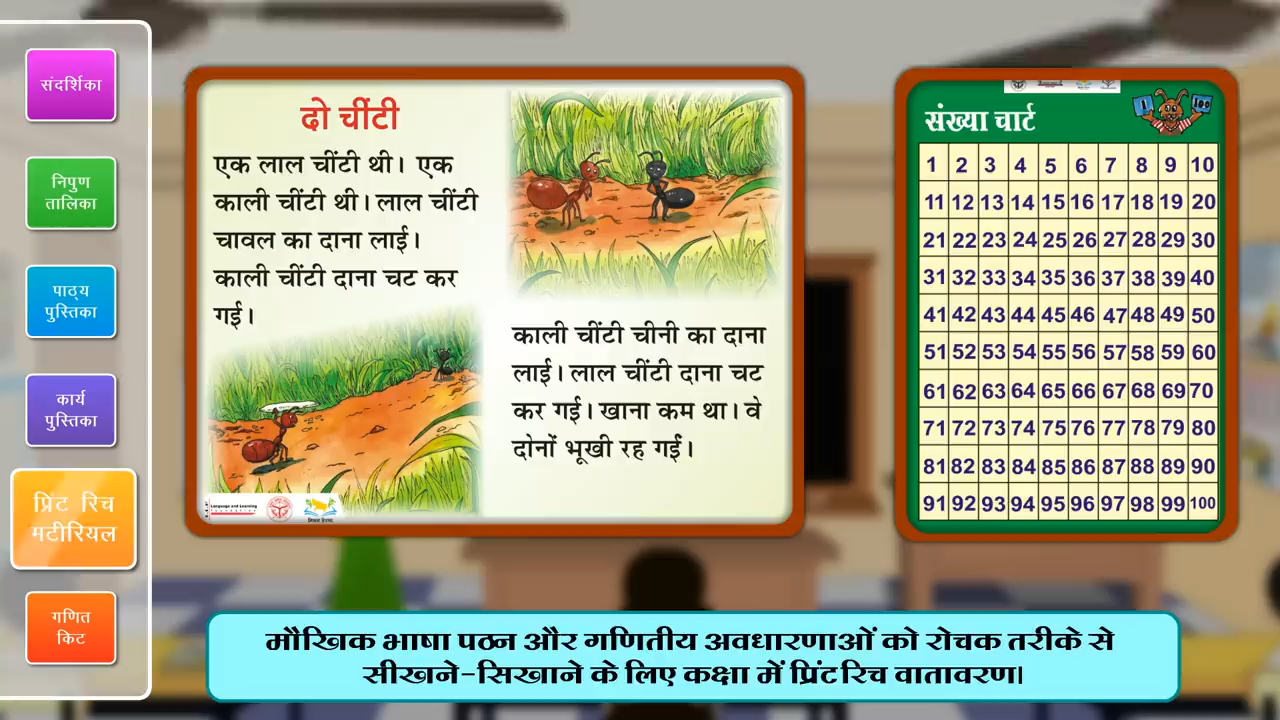 संदर्शिका
निपुण
तालिका
पाठ्य
पुस्तिका
कार्य
पुस्तिका
प्रिंट रिच
मटीरियल
गणित
किट
दो चींटी
एक लाल चींटी थी। एक
काली चींटी थी। लाल चींटी
चावल का दाना लाई।
काली चींटी दाना चट कर
गई।
काली चींटी चीनी का दाना
लाई। लाल चींटी दाना चट
कर गई। खाना कम था। वे
दोनों भूखी रह गईं।
Language and Learning
संख्या चार्ट
1 100
1 2 3 4 5 6 7 8 9 10
11 12 13 14 15 16 17 18 19 20
21 22 23 24 25 26 27 28 29 30
31 32 33 34 35 36 37 38 39 40
41 42 43 44 45 46 47 48 49 50
51 52 53 54 55 56 57 58 59 60
61 62 63 64 65 66 67 68 69 70
71 72 73 74 75 76 77 78 79 80
81 82 83 84 85 86 87 88 89 90
91 92 93 94 95 96 97 98 99 100
मौखिक भाषा पठन और गणितीय अवधारणाओं को रोचक तरीके से
सीखने-सिखाने के लिए कक्षा में प्रिंटरिच वातावरण।